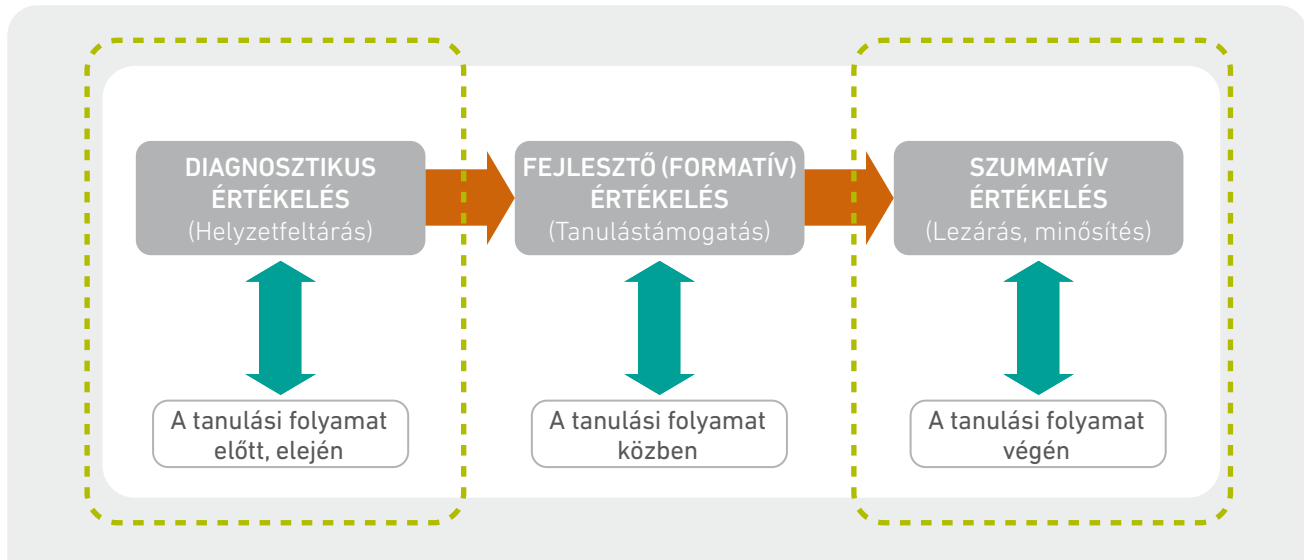 DIAGNOSZTIKUS
ÉRTÉKELÉS
(Helyzetfeltárás)
FEJLESZTŐ (FORMATÍV)
ÉRTÉKELÉS
(Tanulástámogatás)
SZUMMATÍV
ÉRTÉKELÉS
(Lezárás, minősítés)
A tanulási folyamat
előtt, elején
A tanulási folyamat
közben
A tanulási folyamat
végén